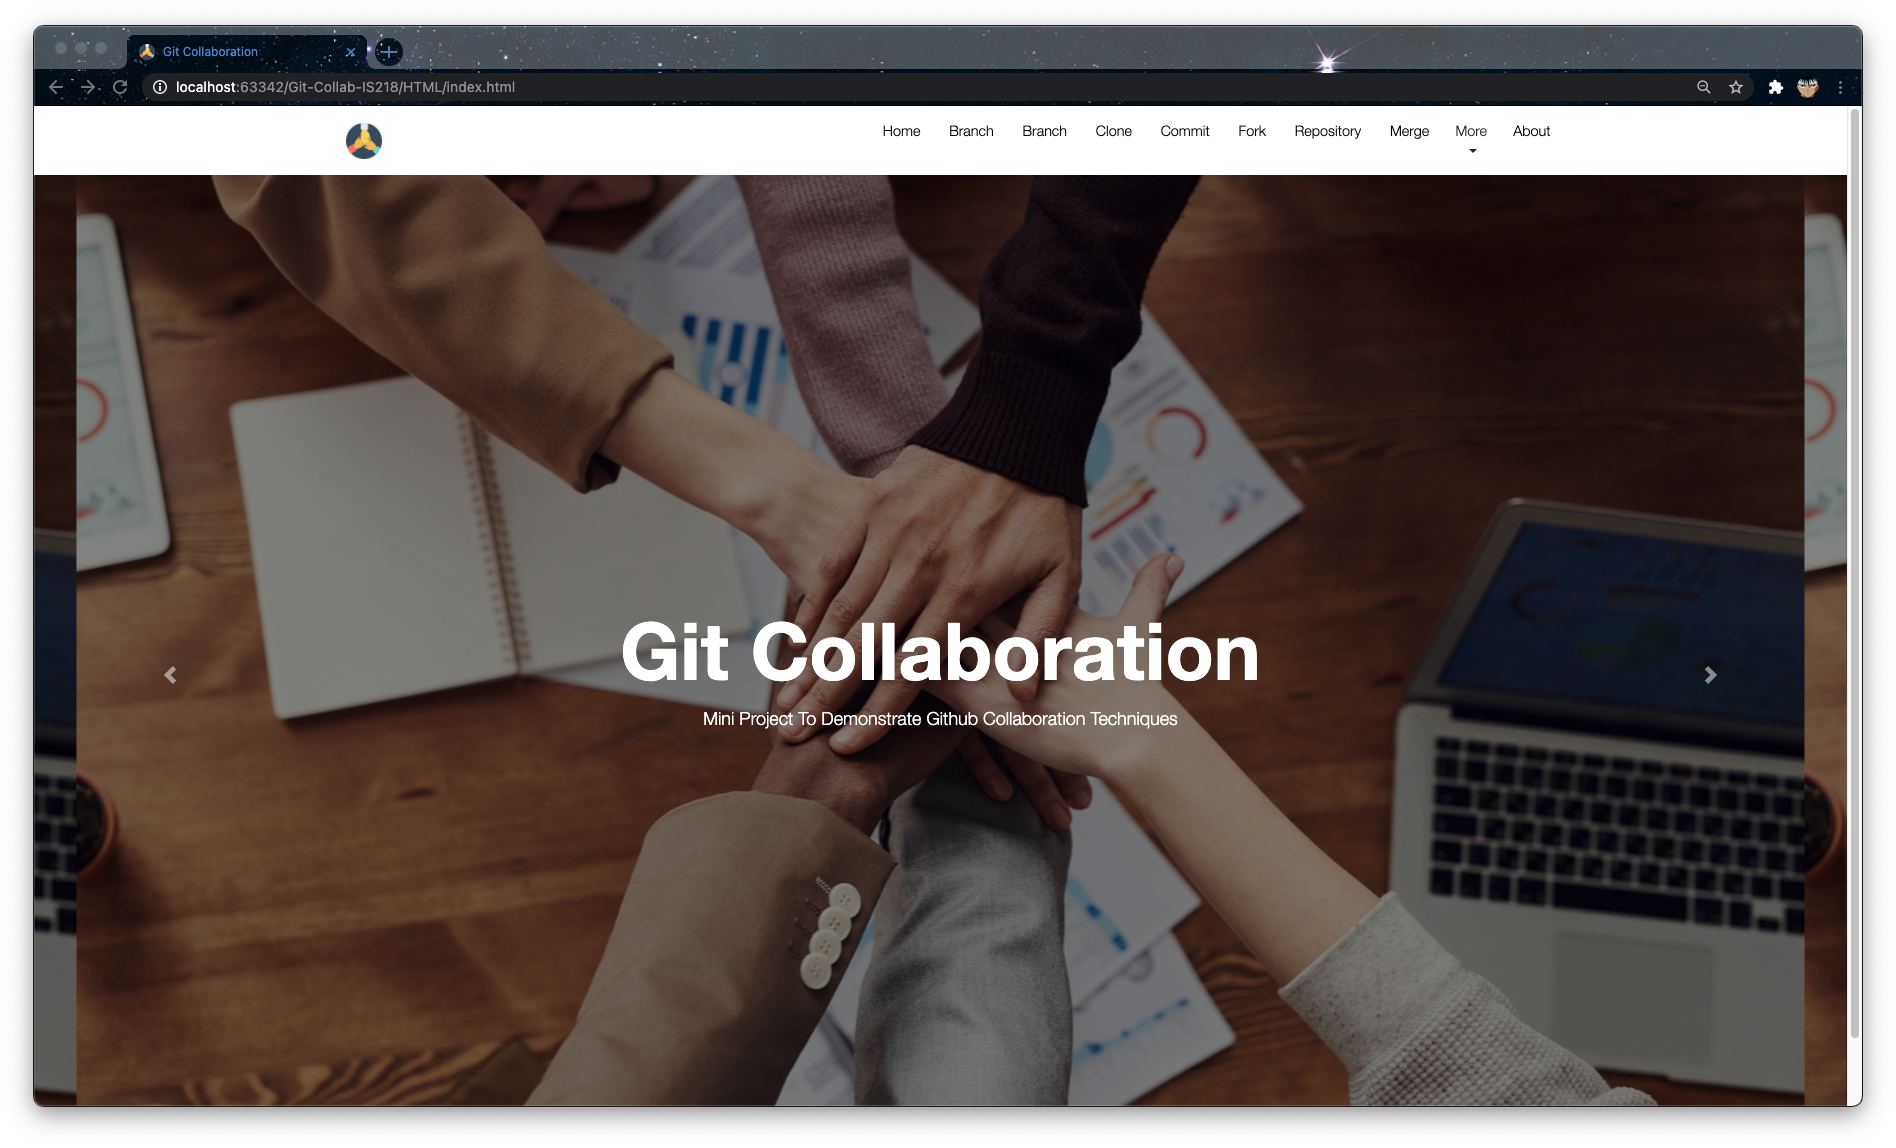 Git Collaboration
localhost:63342/Git-Collab-IS218/HTML/index.html
Home Branch Branch Clone Commit Fork Repository Merge More About
Git Collaboration
Mini Project To Demonstrate Github Collaboration Techniques